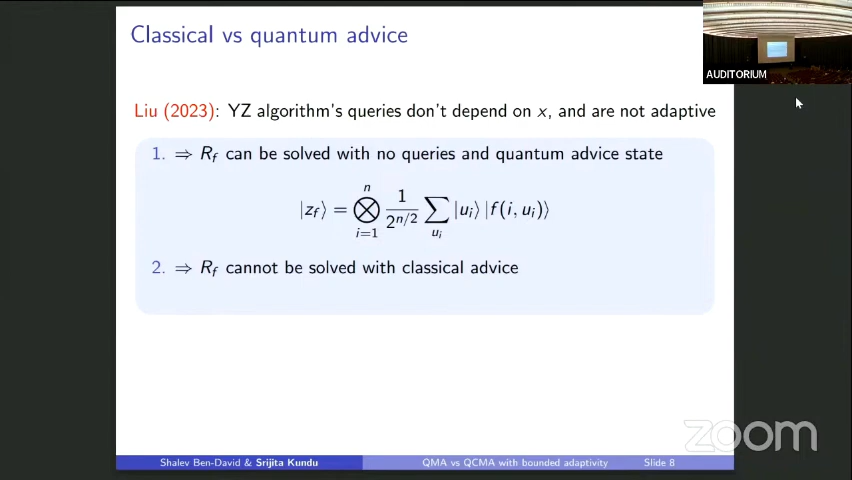 Classical vs quantum advice
AUDITORIUM
Liu (2023): YZ algorithm's queries don't depend on x, and are not adaptive
1. ⇒ R_f can be solved with no queries and quantum advice state
|z_f⟩ = ⨂_{i=1}^{n} 1/2^{n/2} ∑_{u_i} |u_i⟩ |f(i, u_i)⟩
2. ⇒ R_f cannot be solved with classical advice
zoom
Shalev Ben-David & Srijita Kundu QMA vs QCMA with bounded adaptivity Slide 8